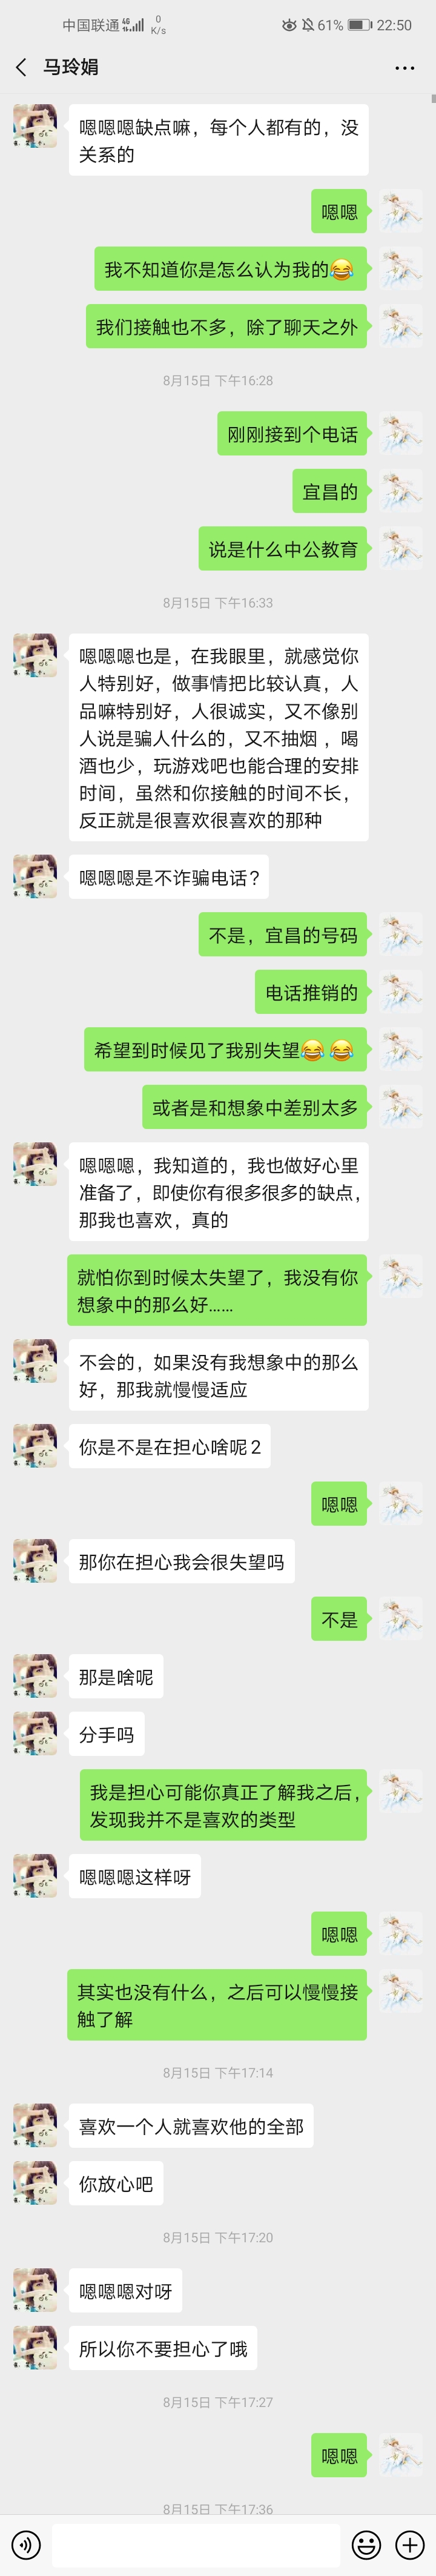 中国联通 4G 0 K/s 61% 22:50
马玲娟
嗯嗯嗯缺点嘛，每个人都有的，没
关系的
嗯嗯
我不知道你是怎么认为我的😂
我们接触也不多，除了聊天之外
8月15日 下午16:28
刚刚接到个电话
宜昌的
说是什么中公教育
8月15日 下午16:33
嗯嗯嗯也是，在我眼里，就感觉你
人特别好，做事情把比较认真，人
品嘛特别好，人很诚实，又不像别
人说是骗人什么的，又不抽烟，喝
酒也少，玩游戏吧也能合理的安排
时间，虽然和你接触的时间不长，
反正就是很喜欢很喜欢的那种
嗯嗯嗯是不诈骗电话？
不是，宜昌的号码
电话推销的
希望到时候见了我别失望😂😂
或者是和想象中差别太多
嗯嗯嗯，我知道的，我也做好心里
准备了，即使你有很多很多的缺点，
那我也喜欢，真的
就怕你到时候太失望了，我没有你
想象中的那么好……
不会的，如果没有我想象中的那么
好，那我就慢慢适应
你是不是在担心啥呢2
嗯嗯
那你在担心我会很失望吗
不是
那是啥呢
分手吗
我是担心可能你真正了解我之后，
发现我并不是喜欢的类型
嗯嗯嗯这样呀
嗯嗯
其实也没有什么，之后可以慢慢接
触了解
8月15日 下午17:14
喜欢一个人就喜欢他的全部
你放心吧
8月15日 下午17:20
嗯嗯嗯对呀
所以你不要担心了哦
8月15日 下午17:27
嗯嗯
8月15日 下午17:36